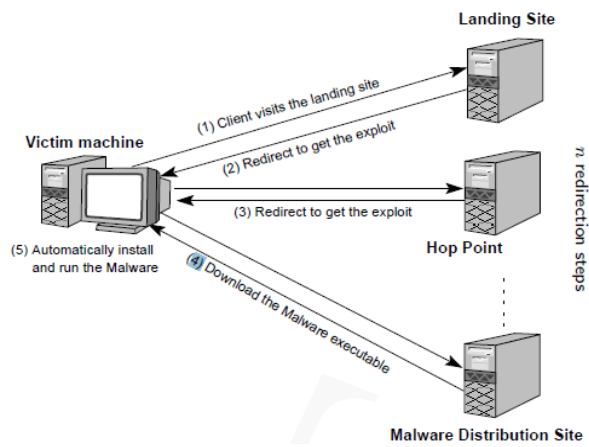 Landing Site
(1) Client visits the landing site
(2) Redirect to get the exploit
Victim machine
(3) Redirect to get the exploit
Hop Point
n redirection steps
(5) Automatically install
and run the Malware
(4) Download the Malware executable
Malware Distribution Site